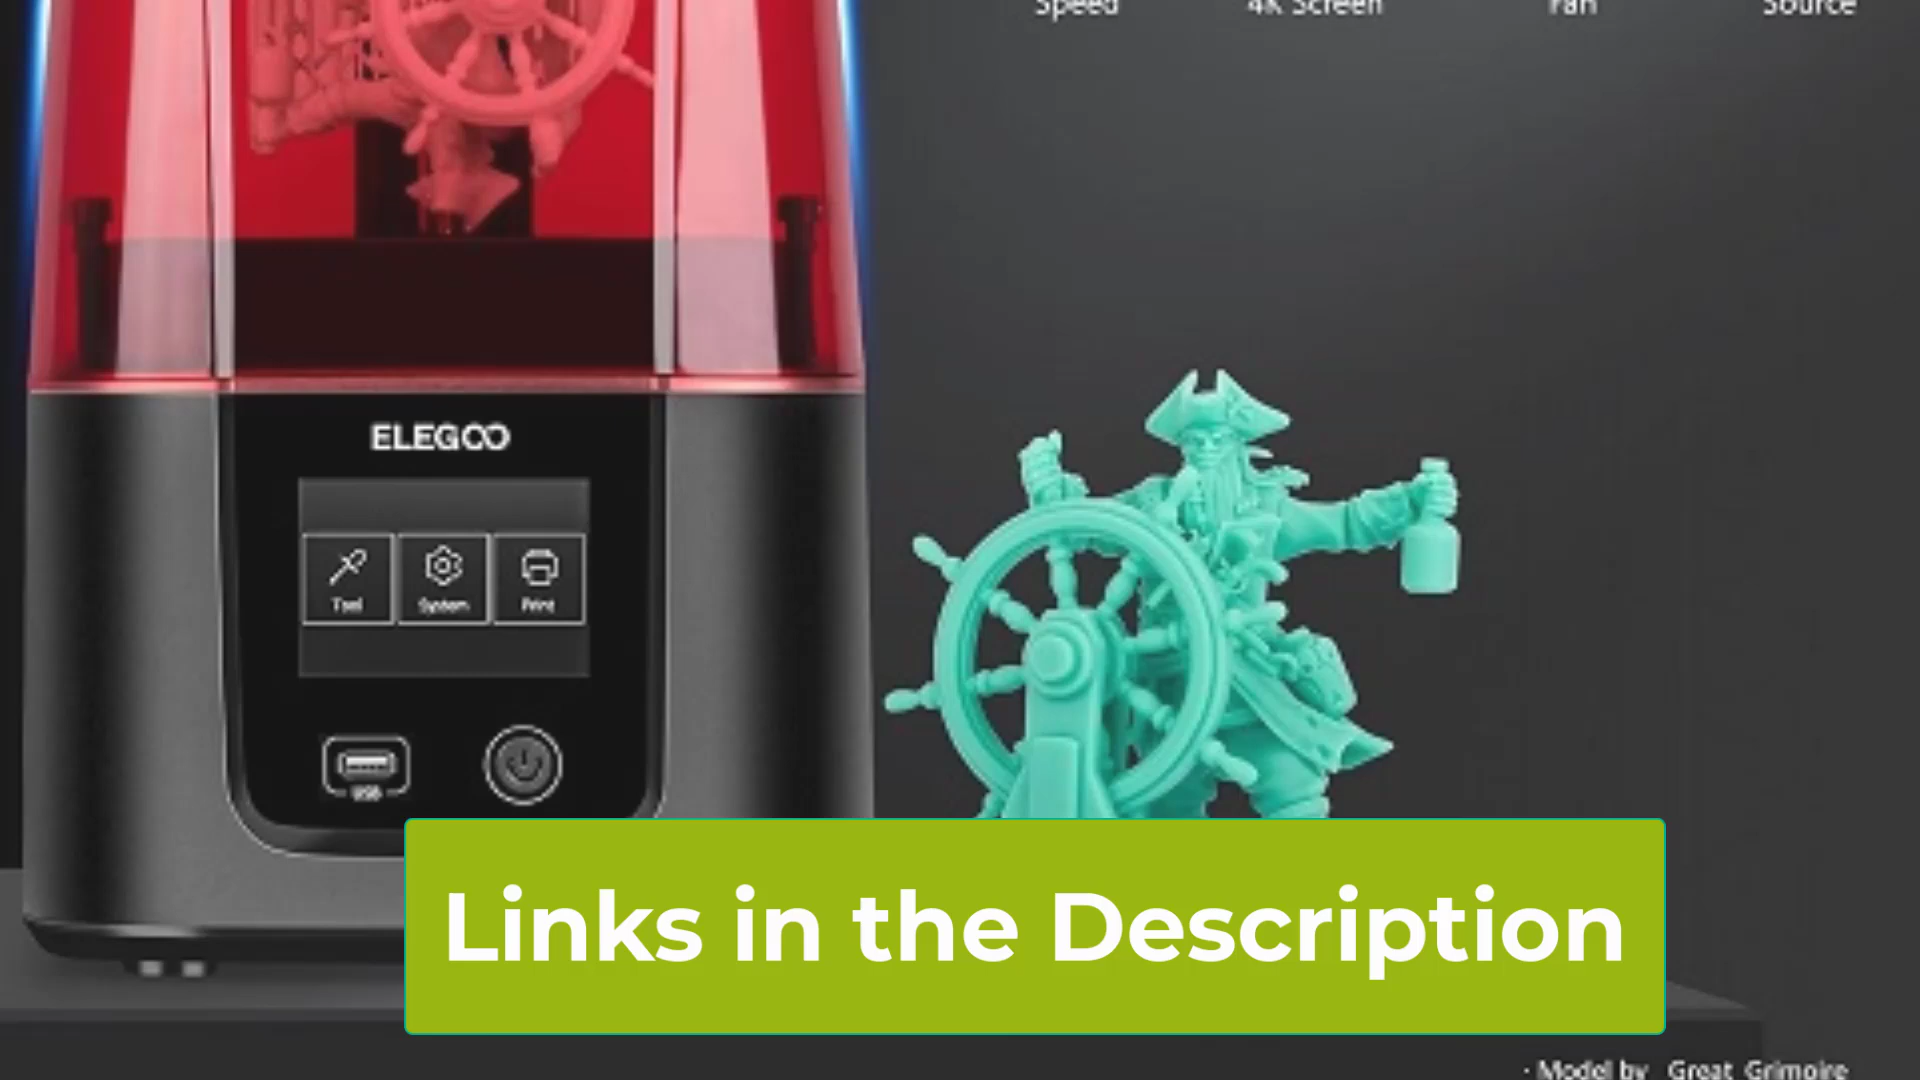 Speed 4K Screen Fan Source
ELEGOO
Tool System Print
USB
Links in the Description
· Model by Great Grimoire